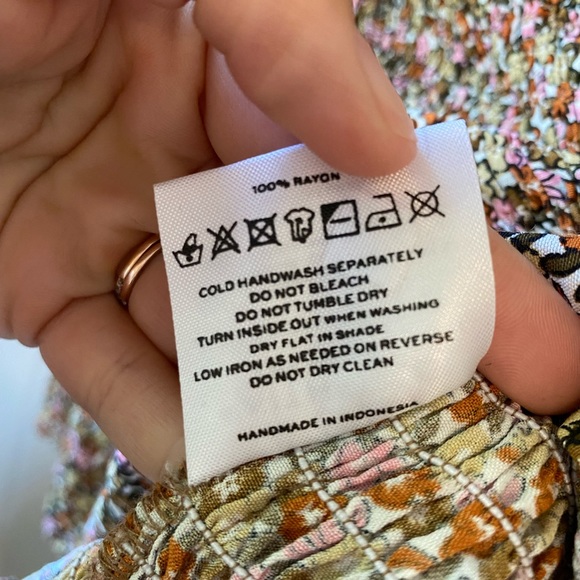 100% RAYON
COLD HANDWASH SEPARATELY
DO NOT BLEACH
DO NOT TUMBLE DRY
TURN INSIDE OUT WHEN WASHING
DRY FLAT IN SHADE
LOW IRON AS NEEDED ON REVERSE
DO NOT DRY CLEAN
HANDMADE IN INDONESIA